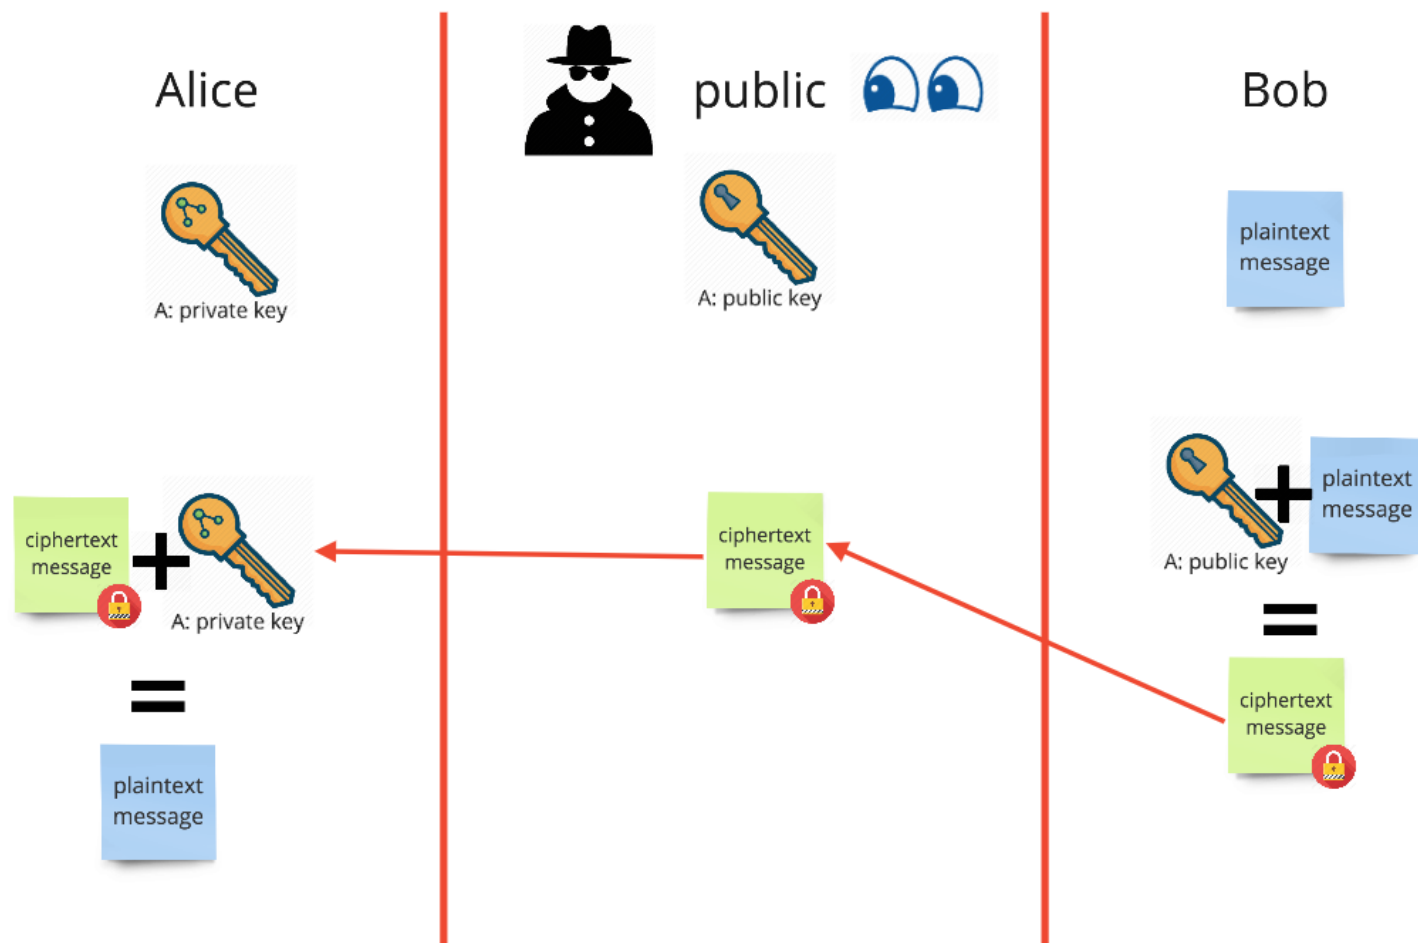 Alice
public
Bob
A: private key
A: public key
plaintext
message
ciphertext
message
A: private key
ciphertext
message
A: public key
plaintext
message
ciphertext
message
plaintext
message